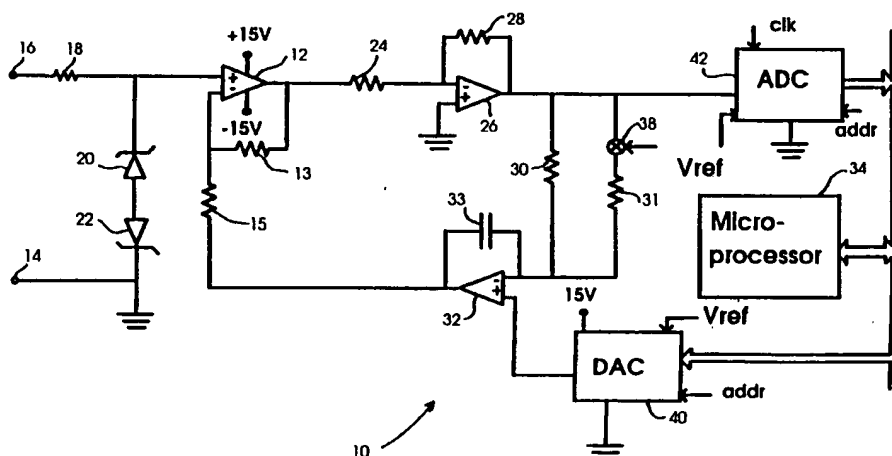 16
18
+15V
12
24
28
clk
42
ADC
+
-
-15V
13
-
+
26
38
Vref
addr
20
30
31
34
Micro-
processor
22
15
33
14
-
+
32
15V
Vref
DAC
addr
40
10